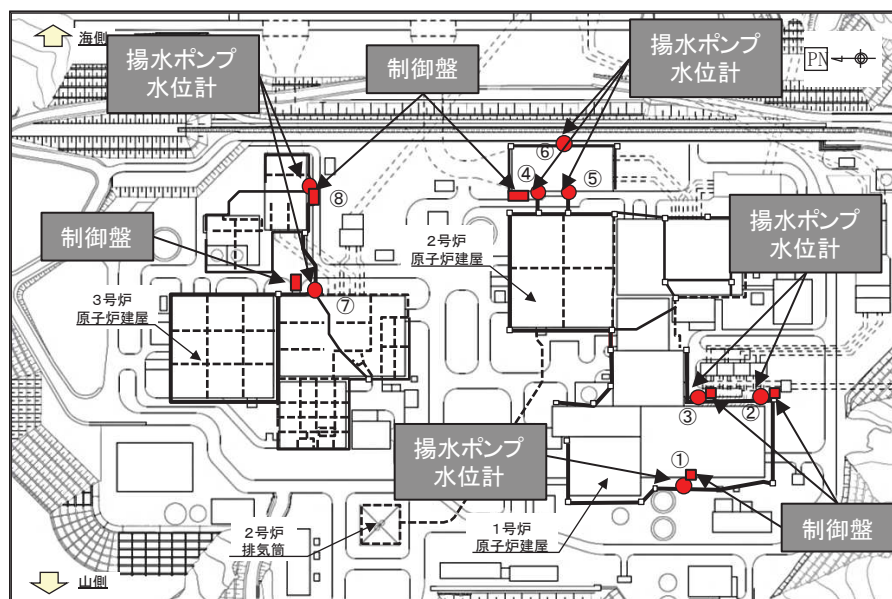 海側
揚水ポンプ
水位計
制御盤
揚水ポンプ
水位計
PN
⑥
④
⑤
⑧
揚水ポンプ
水位計
制御盤
2号炉
原子炉建屋
3号炉
原子炉建屋
⑦
③
②
揚水ポンプ
水位計
①
制御盤
2号炉
排気筒
1号炉
原子炉建屋
山側